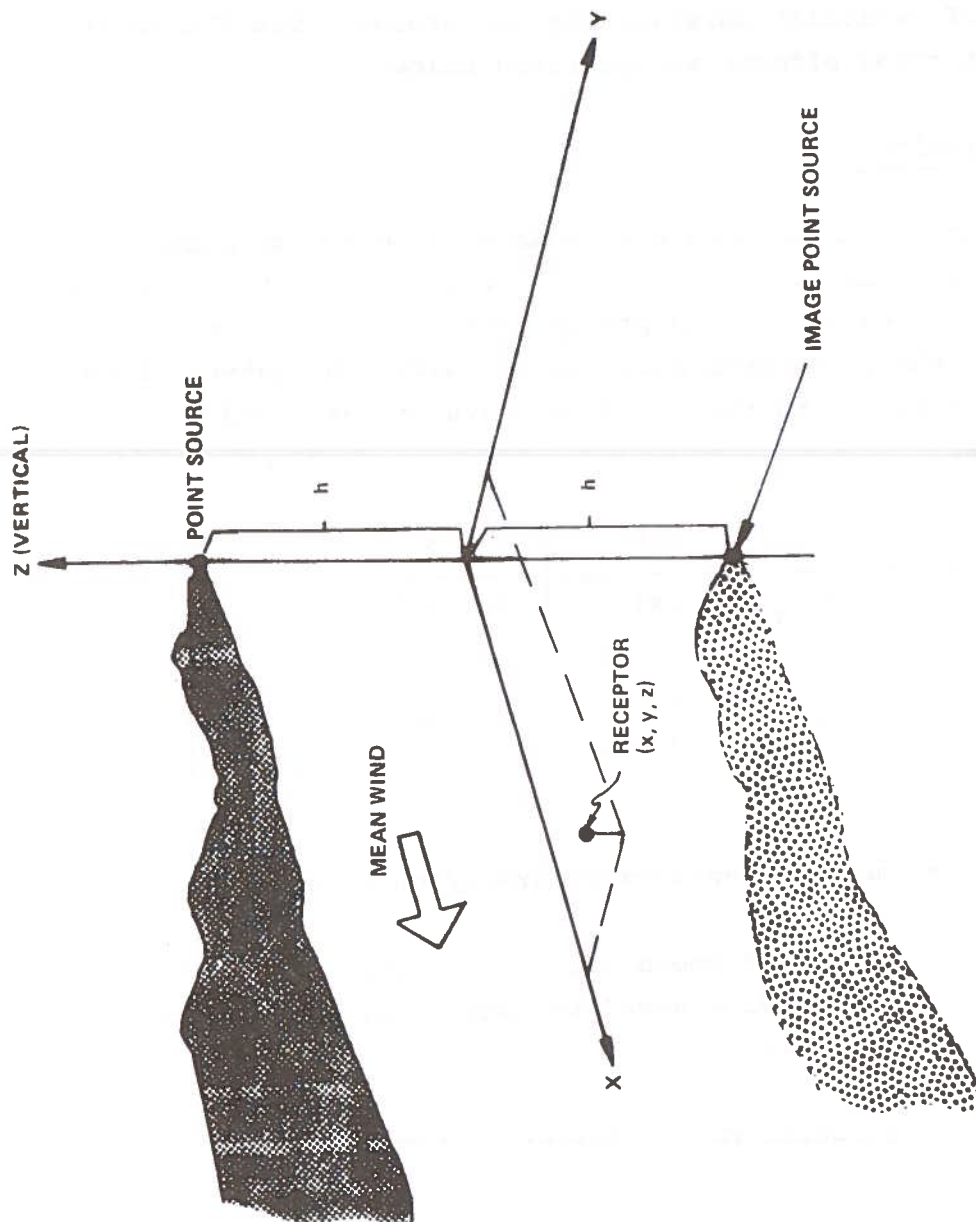 Z (VERTICAL)
POINT SOURCE
h
MEAN WIND
h
Y
RECEPTOR
(x, y, z)
X
IMAGE POINT SOURCE